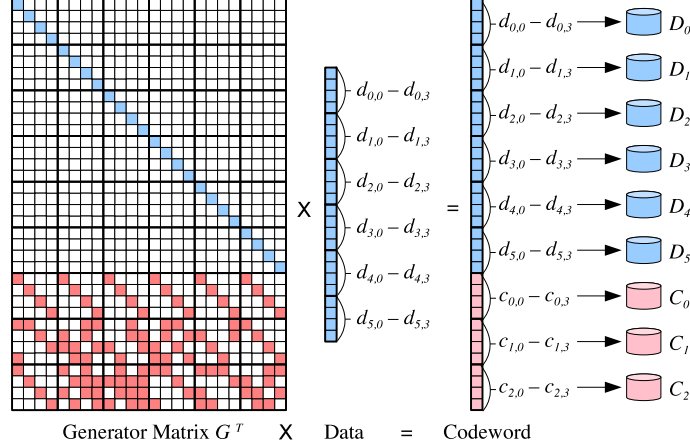 d0,0 – d0,3 D0
d1,0 – d1,3 D1
d2,0 – d2,3 D2
d3,0 – d3,3 D3
d4,0 – d4,3 D4
d5,0 – d5,3 D5
c0,0 – c0,3 C0
c1,0 – c1,3 C1
c2,0 – c2,3 C2
d0,0 – d0,3
d1,0 – d1,3
d2,0 – d2,3
d3,0 – d3,3
d4,0 – d4,3
d5,0 – d5,3
X =
Generator Matrix G T X Data = Codeword